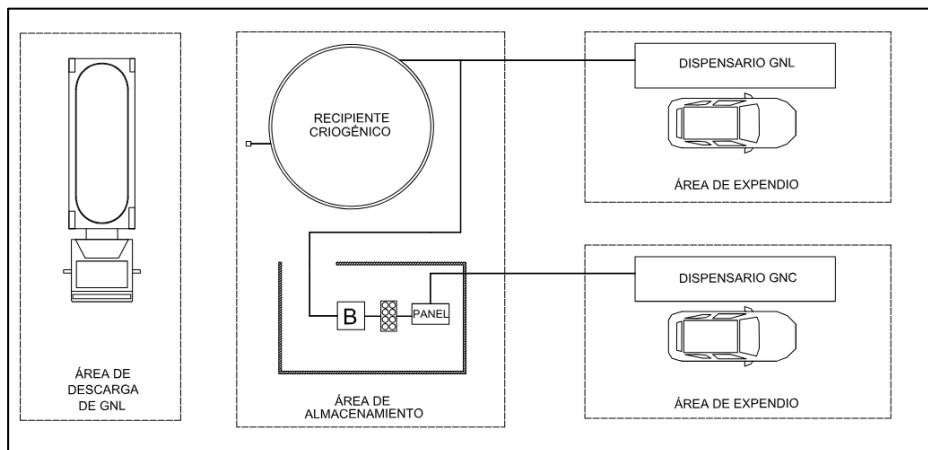 ÁREA DE
DESCARGA
DE GNL
RECIPIENTE
CRIOGÉNICO
B
PANEL
ÁREA DE
ALMACENAMIENTO
DISPENSARIO GNL
ÁREA DE EXPENDIO
DISPENSARIO GNC
ÁREA DE EXPENDIO